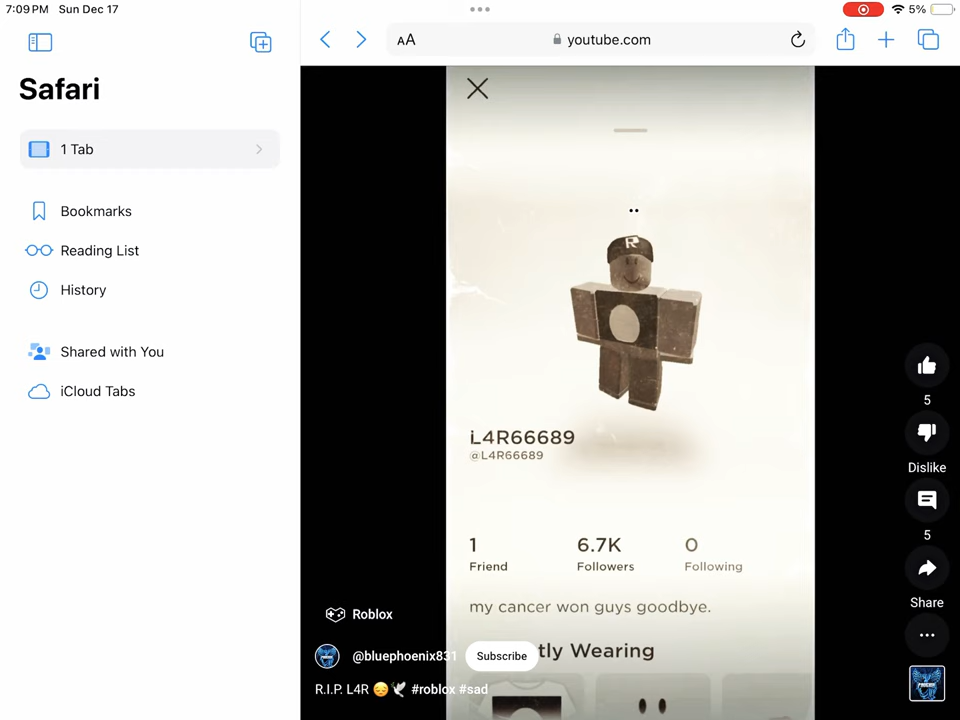 7:09 PM Sun Dec 17
5%
Safari
AA
youtube.com
1 Tab
Bookmarks
Reading List
History
Shared with You
iCloud Tabs
R
L4R66689
@L4R66689
1
6.7K
0
Friend
Followers
Following
my cancer won guys goodbye.
tly Wearing
Roblox
@bluephoenix831
Subscribe
R.I.P. L4R 😔🕊 #roblox #sad
5
Dislike
5
Share